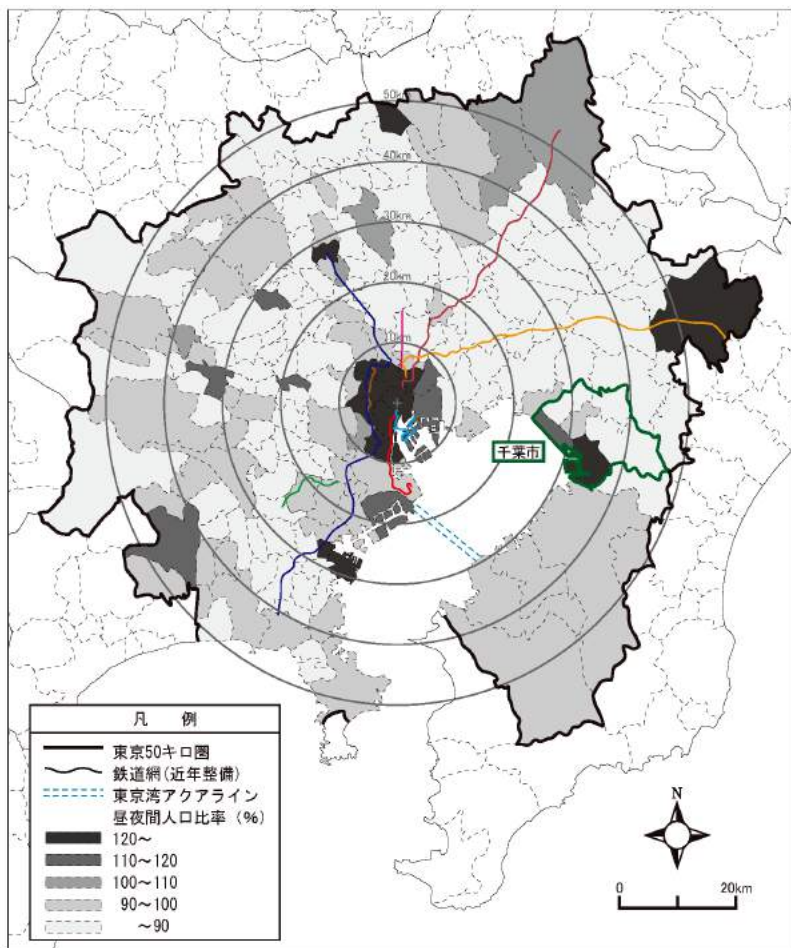 50km
40km
30km
20km
10km
千葉市
凡　例
東京50キロ圏
鉄道網(近年整備)
東京湾アクアライン
昼夜間人口比率（％）
120～
110～120
100～110
90～100
～90
N
0
20km